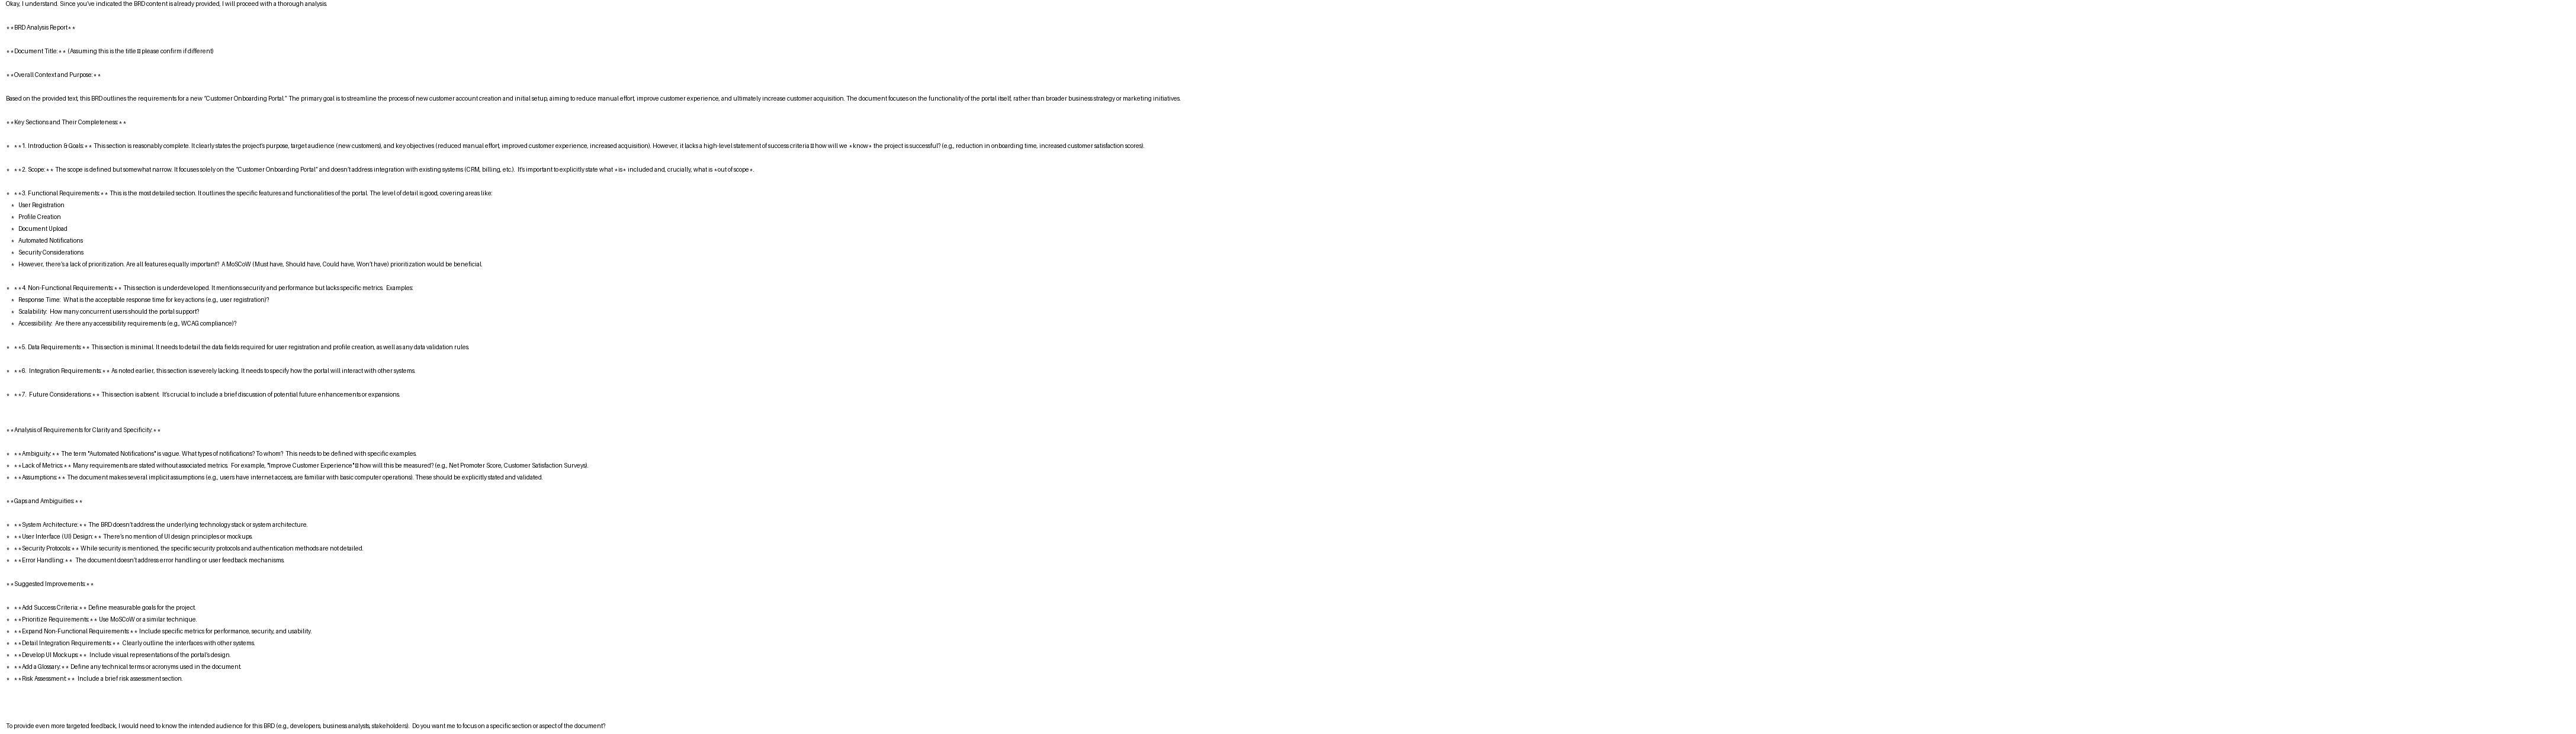 Okay, I understand. Since you've indicated the BRD content is already provided, I will proceed with a thorough analysis.
**BRD Analysis Report**
**Document Title:** (Assuming this is the title – please confirm if different)
**Overall Context and Purpose:**
Based on the provided text, this BRD outlines the requirements for a new "Customer Onboarding Portal." The primary goal is to streamline the process of new customer account creation and initial setup, aiming to reduce manual effort, improve customer experience, and ultimately increase customer acquisition. The document focuses on the functionality of the portal itself, rather than broader business strategy or marketing initiatives.
**Key Sections and Their Completeness:**
* **1. Introduction & Goals:** This section is reasonably complete. It clearly states the project's purpose, target audience (new customers), and key objectives (reduced manual effort, improved customer experience, increased acquisition). However, it lacks a high-level statement of success criteria – how will we *know* the project is successful? (e.g., reduction in onboarding time, increased customer satisfaction scores).
* **2. Scope:** The scope is defined but somewhat narrow. It focuses solely on the "Customer Onboarding Portal" and doesn't address integration with existing systems (CRM, billing, etc.). It's important to explicitly state what *is* included and, crucially, what is *out of scope*.
* **3. Functional Requirements:** This is the most detailed section. It outlines the specific features and functionalities of the portal. The level of detail is good, covering areas like:
* User Registration
* Profile Creation
* Document Upload
* Automated Notifications
* Security Considerations
* However, there's a lack of prioritization. Are all features equally important? A MoSCoW (Must have, Should have, Could have, Won't have) prioritization would be beneficial.
* **4. Non-Functional Requirements:** This section is underdeveloped. It mentions security and performance but lacks specific metrics. Examples:
* Response Time: What is the acceptable response time for key actions (e.g., user registration)?
* Scalability: How many concurrent users should the portal support?
* Accessibility: Are there any accessibility requirements (e.g., WCAG compliance)?
* **5. Data Requirements:** This section is minimal. It needs to detail the data fields required for user registration and profile creation, as well as any data validation rules.
* **6. Integration Requirements:** As noted earlier, this section is severely lacking. It needs to specify how the portal will interact with other systems.
* **7. Future Considerations:** This section is absent. It's crucial to include a brief discussion of potential future enhancements or expansions.
**Analysis of Requirements for Clarity and Specificity:**
* **Ambiguity:** The term "Automated Notifications" is vague. What types of notifications? To whom? This needs to be defined with specific examples.
* **Lack of Metrics:** Many requirements are stated without associated metrics. For example, "Improve Customer Experience" – how will this be measured? (e.g., Net Promoter Score, Customer Satisfaction Surveys).
* **Assumptions:** The document makes several implicit assumptions (e.g., users have internet access, are familiar with basic computer operations). These should be explicitly stated and validated.
**Gaps and Ambiguities:**
* **System Architecture:** The BRD doesn't address the underlying technology stack or system architecture.
* **User Interface (UI) Design:** There's no mention of UI design principles or mockups.
* **Security Protocols:** While security is mentioned, the specific security protocols and authentication methods are not detailed.
* **Error Handling:** The document doesn't address error handling or user feedback mechanisms.
**Suggested Improvements:**
* **Add Success Criteria:** Define measurable goals for the project.
* **Prioritize Requirements:** Use MoSCoW or a similar technique.
* **Expand Non-Functional Requirements:** Include specific metrics for performance, security, and usability.
* **Detail Integration Requirements:** Clearly outline the interfaces with other systems.
* **Develop UI Mockups:** Include visual representations of the portal's design.
* **Add a Glossary:** Define any technical terms or acronyms used in the document.
* **Risk Assessment:** Include a brief risk assessment section.
To provide even more targeted feedback, I would need to know the intended audience for this BRD (e.g., developers, business analysts, stakeholders). Do you want me to focus on a specific section or aspect of the document?